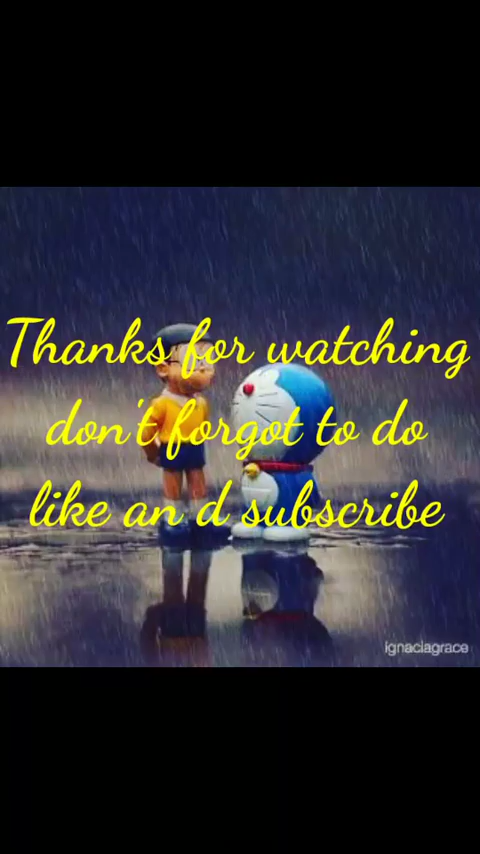 Thanks for watching
don't forgot to do
like an d subscribe
ignaciagrace